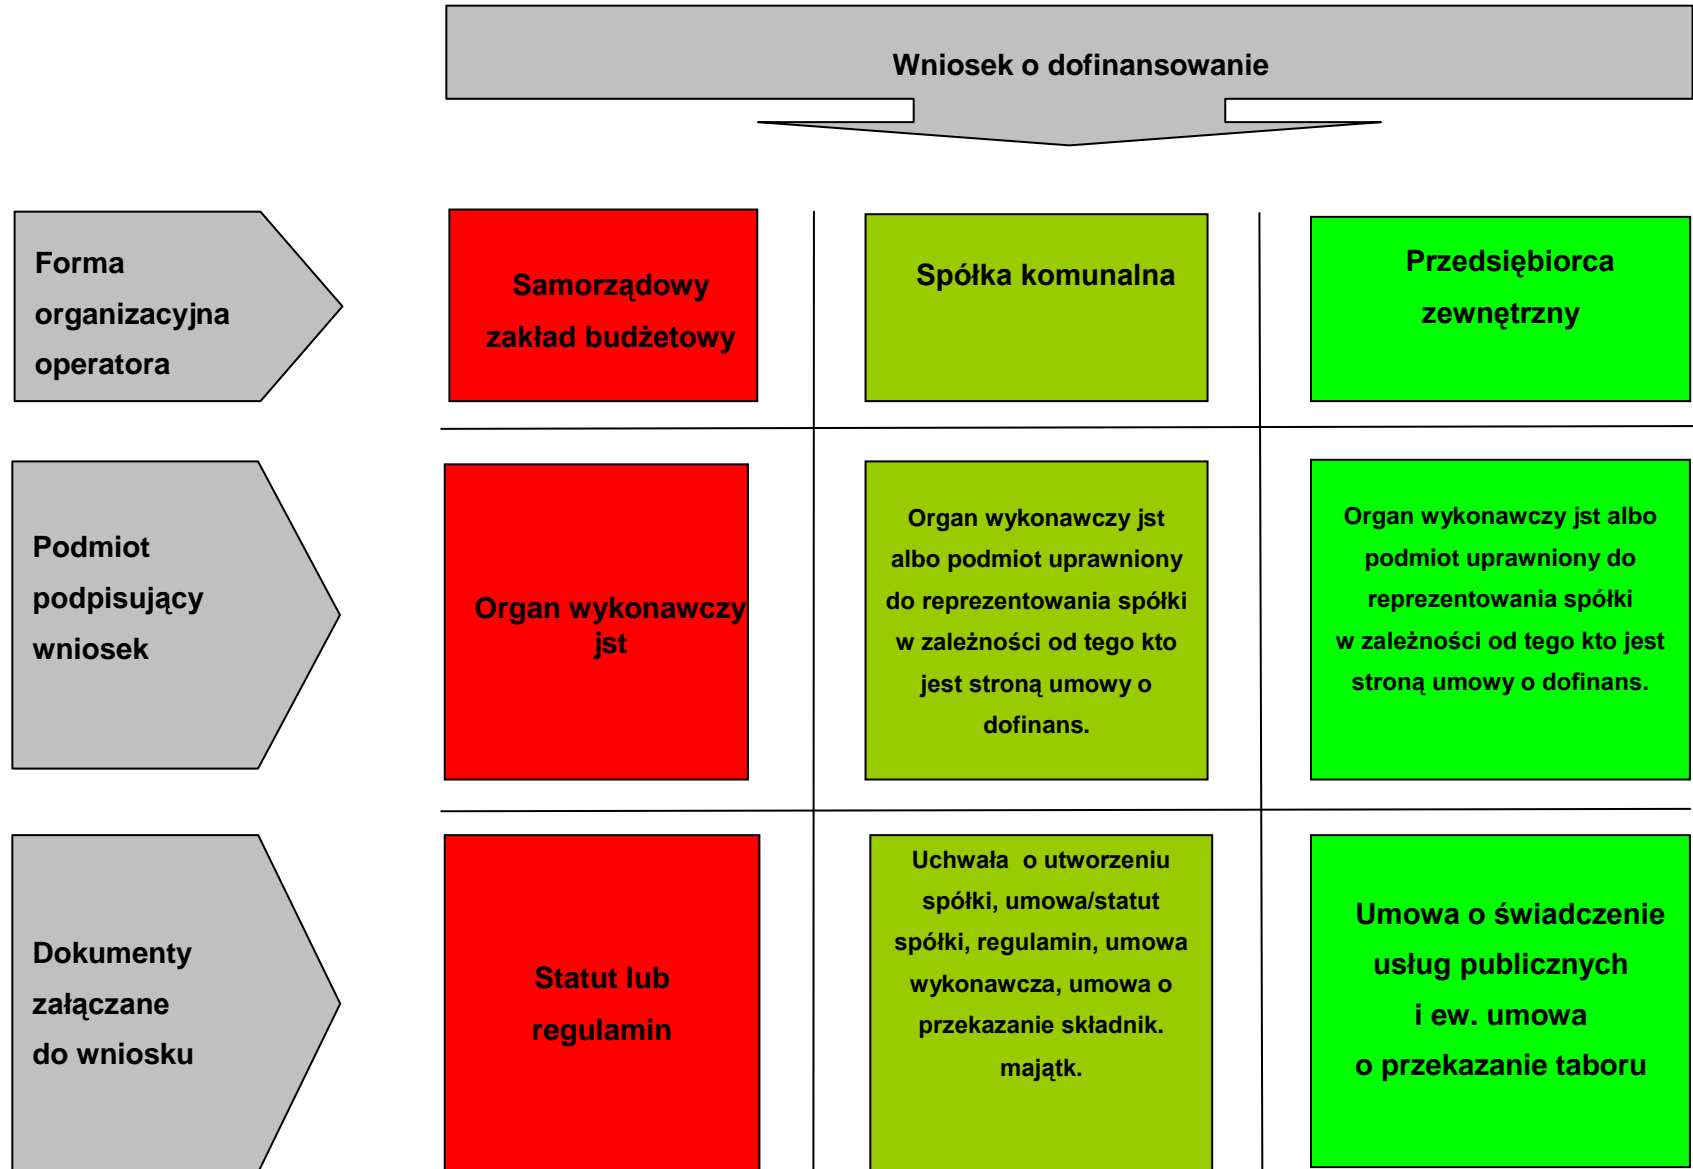 Wniosek o dofinansowanie
Forma
organizacyjna
operatora
Samorządowy
zakład budżetowy
Spółka komunalna
Przedsiębiorca
zewnętrzny
Podmiot
podpisujący
wniosek
Organ wykonawczy
jst
Organ wykonawczy jst
albo podmiot uprawniony
do reprezentowania spółki
w zależności od tego kto
jest stroną umowy o
dofinans.
Organ wykonawczy jst albo
podmiot uprawniony do
reprezentowania spółki
w zależności od tego kto jest
stroną umowy o dofinans.
Dokumenty
załączane
do wniosku
Statut lub
regulamin
Uchwała  o utworzeniu
spółki, umowa/statut
spółki, regulamin, umowa
wykonawcza, umowa o
przekazanie składnik.
majątk.
Umowa o świadczenie
usług publicznych
i ew. umowa
o przekazanie taboru